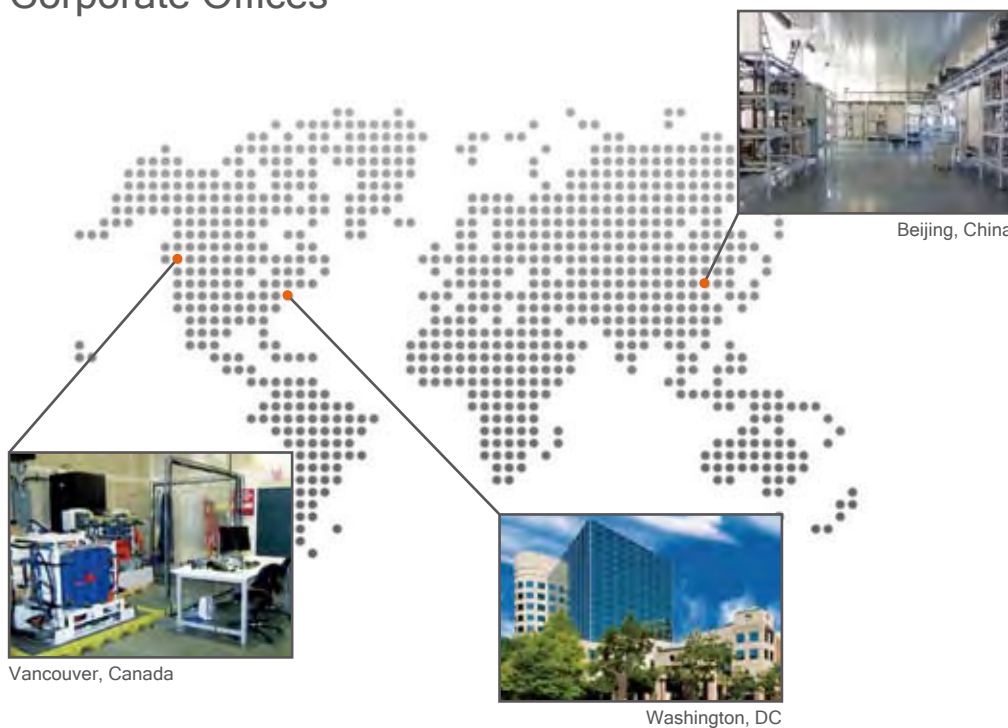 Corporate Offices
Beijing, China
Vancouver, Canada
Washington, DC